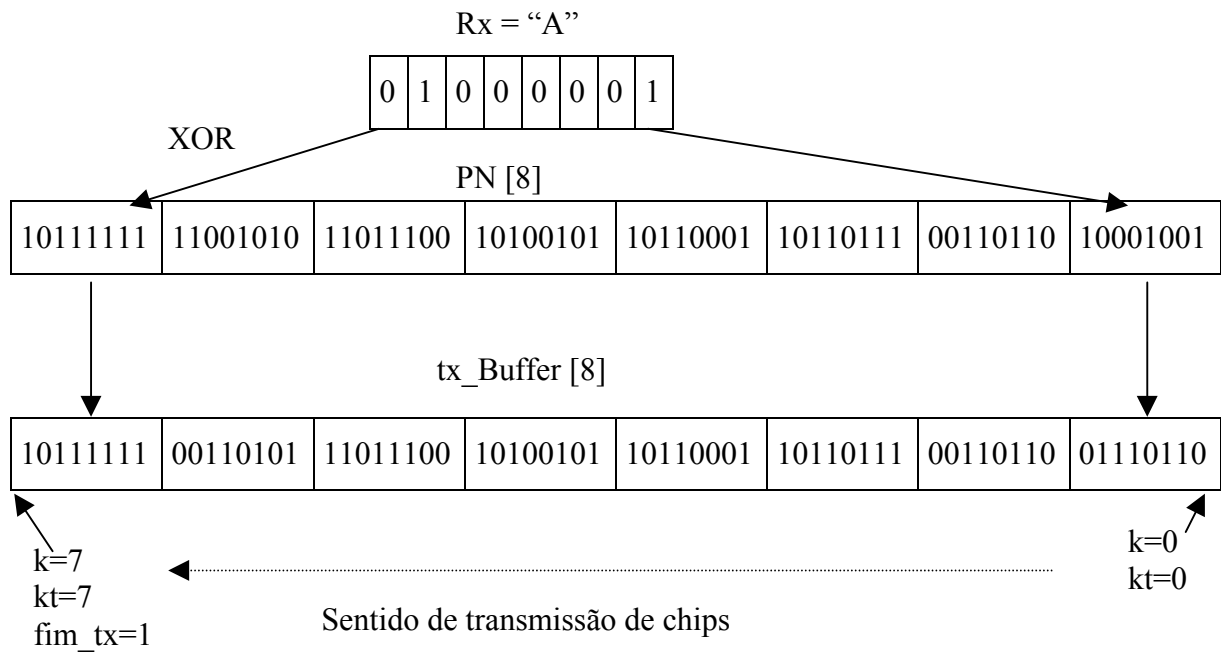 Rx = “A”
0 1 0 0 0 0 0 1
XOR
PN [8]
10111111 11001010 11011100 10100101 10110001 10110111 00110110 10001001
tx_Buffer [8]
10111111 00110101 11011100 10100101 10110001 10110111 00110110 01110110
k=7
kt=7
fim_tx=1
k=0
kt=0
Sentido de transmissão de chips